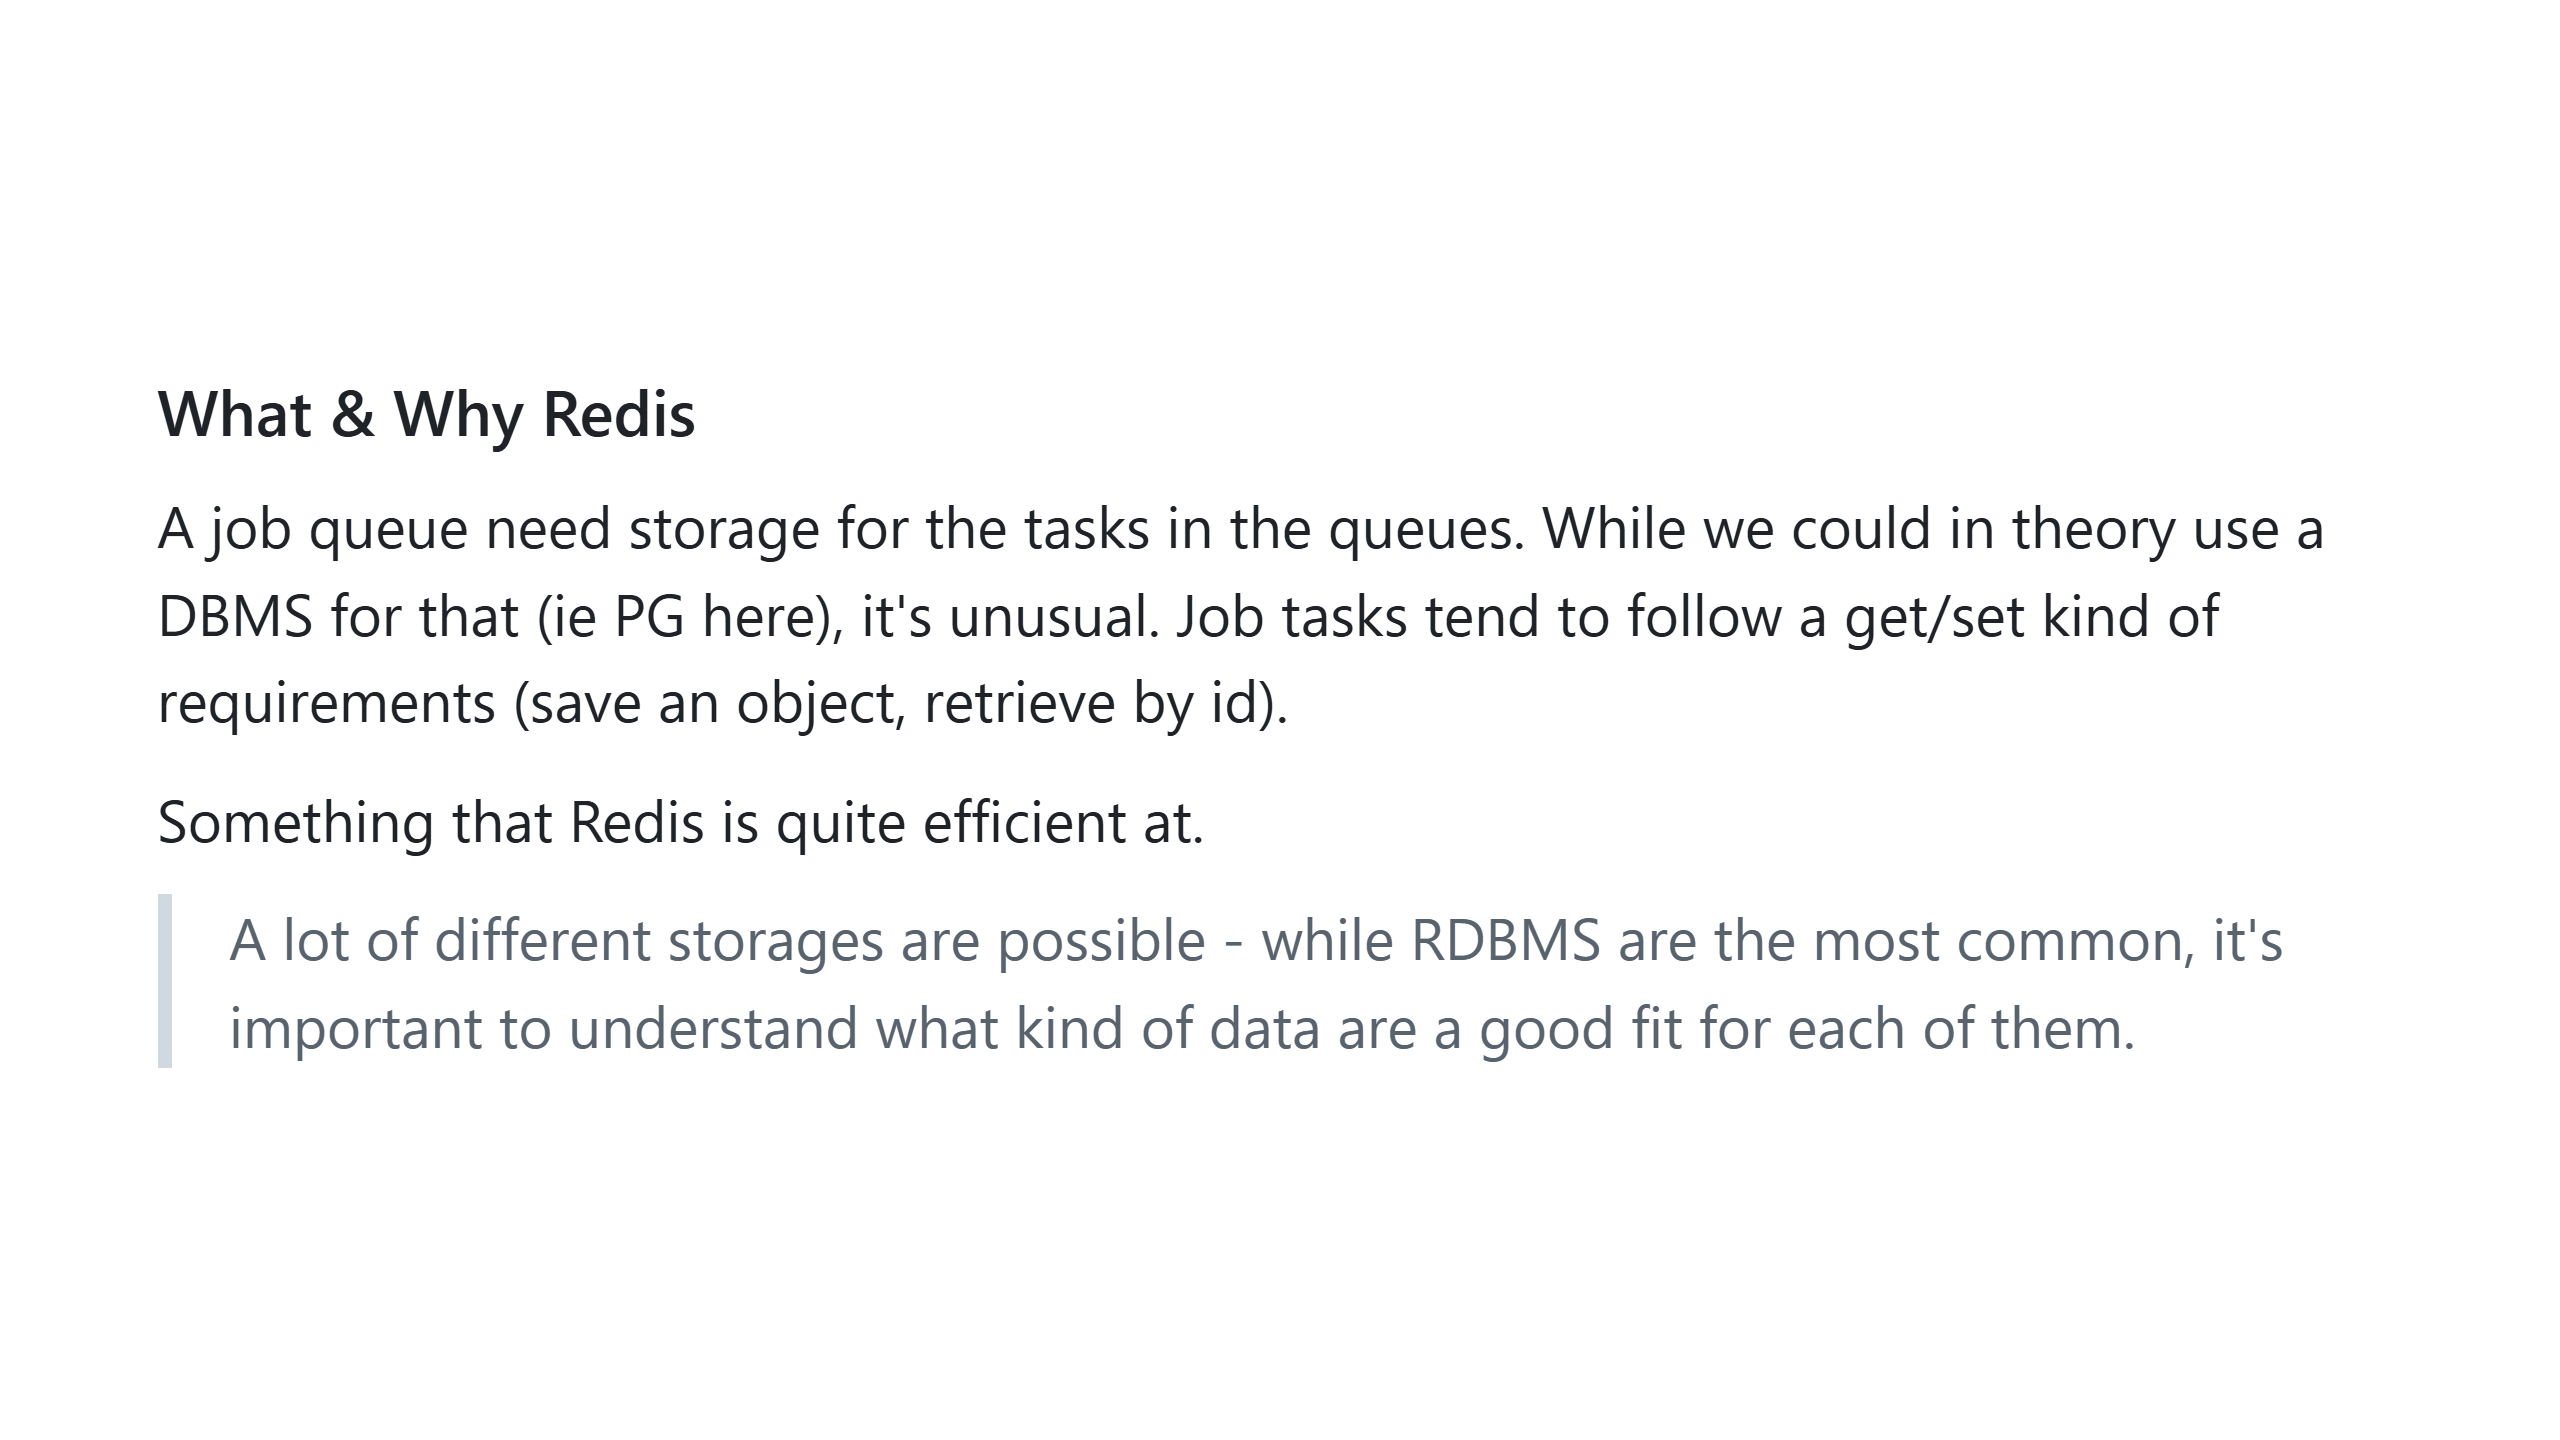 What & Why Redis
A job queue need storage for the tasks in the queues. While we could in theory use a
DBMS for that (ie PG here), it's unusual. Job tasks tend to follow a get/set kind of
requirements (save an object, retrieve by id).
Something that Redis is quite efficient at.
A lot of different storages are possible - while RDBMS are the most common, it's
important to understand what kind of data are a good fit for each of them.